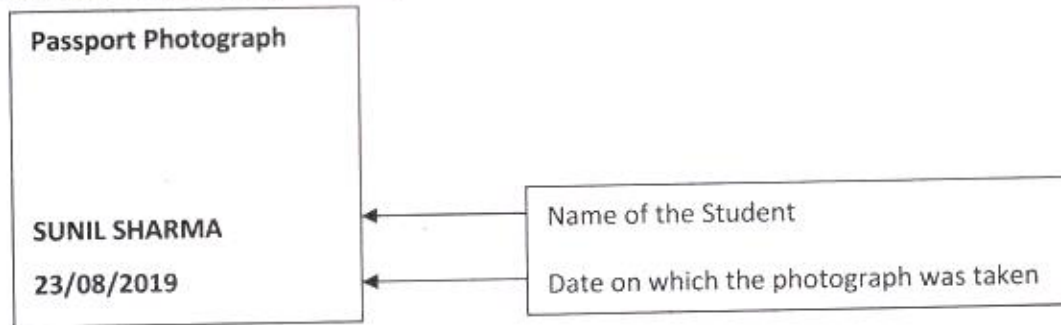 Passport Photograph
SUNIL SHARMA
Name of the Student
23/08/2019
Date on which the photograph was taken